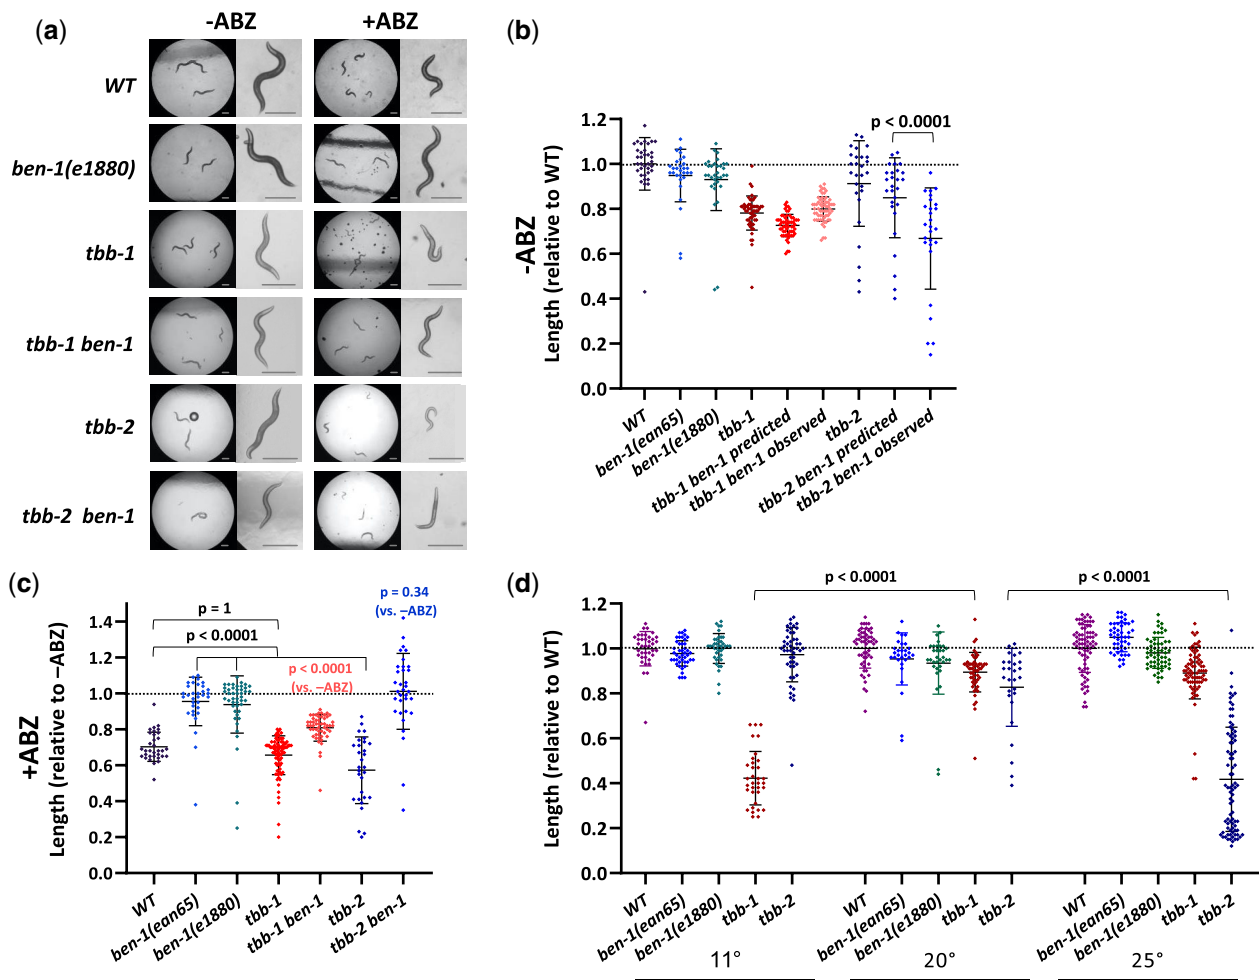 (a)
-ABZ
+ABZ
WT
ben-1(e1880)
tbb-1
tbb-1 ben-1
tbb-2
tbb-2 ben-1
(b)
-ABZ
Length (relative to WT)
1.2
1.0
0.8
0.6
0.4
0.2
0.0
p < 0.0001
WT
ben-1(ean65)
ben-1(e1880)
tbb-1
tbb-1 ben-1 predicted
tbb-1 ben-1 observed
tbb-2
tbb-2 ben-1 predicted
tbb-2 ben-1 observed
(c)
+ABZ
Length (relative to –ABZ)
1.4
1.2
1.0
0.8
0.6
0.4
0.2
0.0
p = 1
p < 0.0001
p < 0.0001
(vs. –ABZ)
p = 0.34
(vs. –ABZ)
WT
ben-1(ean65)
ben-1(e1880)
tbb-1
tbb-1 ben-1
tbb-2
tbb-2 ben-1
(d)
Length (relative to WT)
1.2
1.0
0.8
0.6
0.4
0.2
0.0
p < 0.0001
p < 0.0001
WT
ben-1(ean65)
ben-1(e1880)
tbb-1
tbb-2
WT
ben-1(ean65)
ben-1(e1880)
tbb-1
tbb-2
WT
ben-1(ean65)
ben-1(e1880)
tbb-1
tbb-2
11°
20°
25°